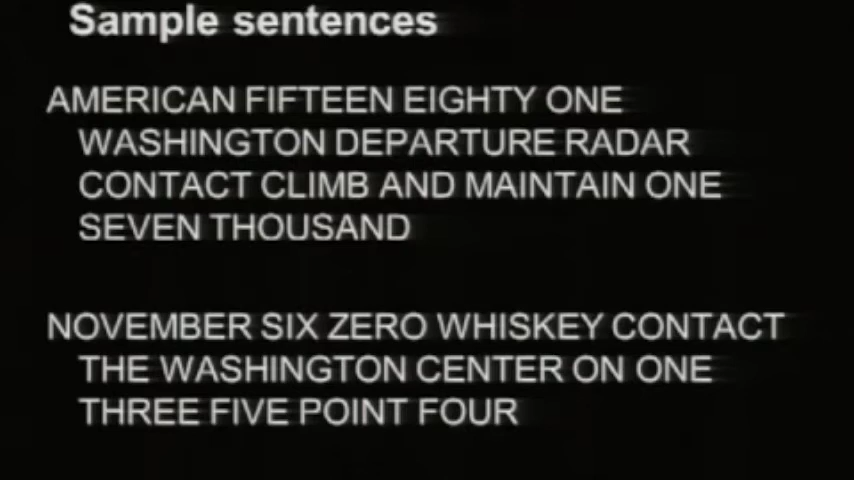 Sample sentences
AMERICAN FIFTEEN EIGHTY ONE
WASHINGTON DEPARTURE RADAR
CONTACT CLIMB AND MAINTAIN ONE
SEVEN THOUSAND
NOVEMBER SIX ZERO WHISKEY CONTACT
THE WASHINGTON CENTER ON ONE
THREE FIVE POINT FOUR